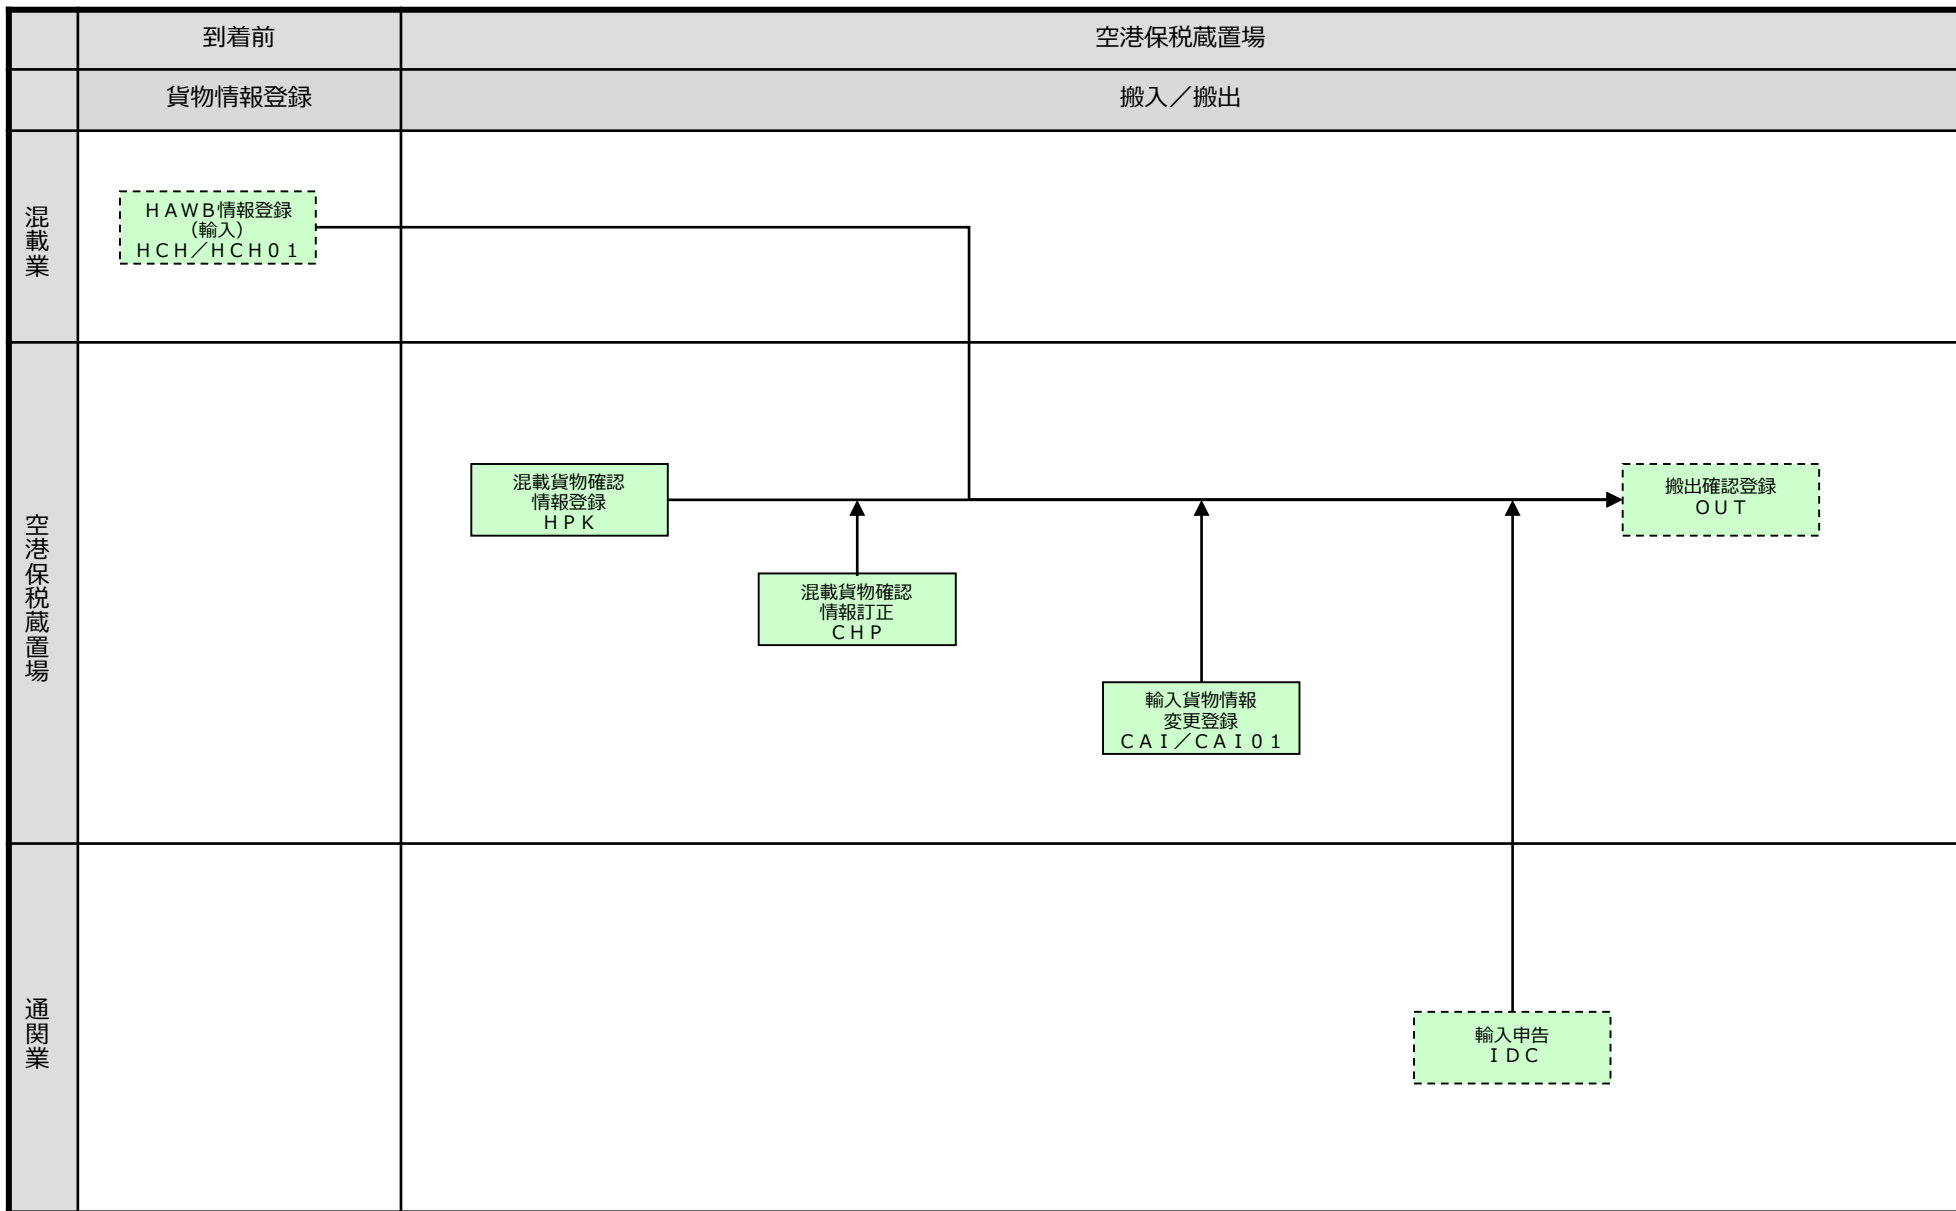 到着前
空港保税蔵置場
貨物情報登録
搬入／搬出
混載業
ＨＡＷＢ情報登録
（輸入）
ＨＣＨ／ＨＣＨ０１
空港保税蔵置場
混載貨物確認
情報登録
ＨＰＫ
搬出確認登録
ＯＵＴ
混載貨物確認
情報訂正
ＣＨＰ
輸入貨物情報
変更登録
ＣＡＩ／ＣＡＩ０１
通関業
輸入申告
ＩＤＣ